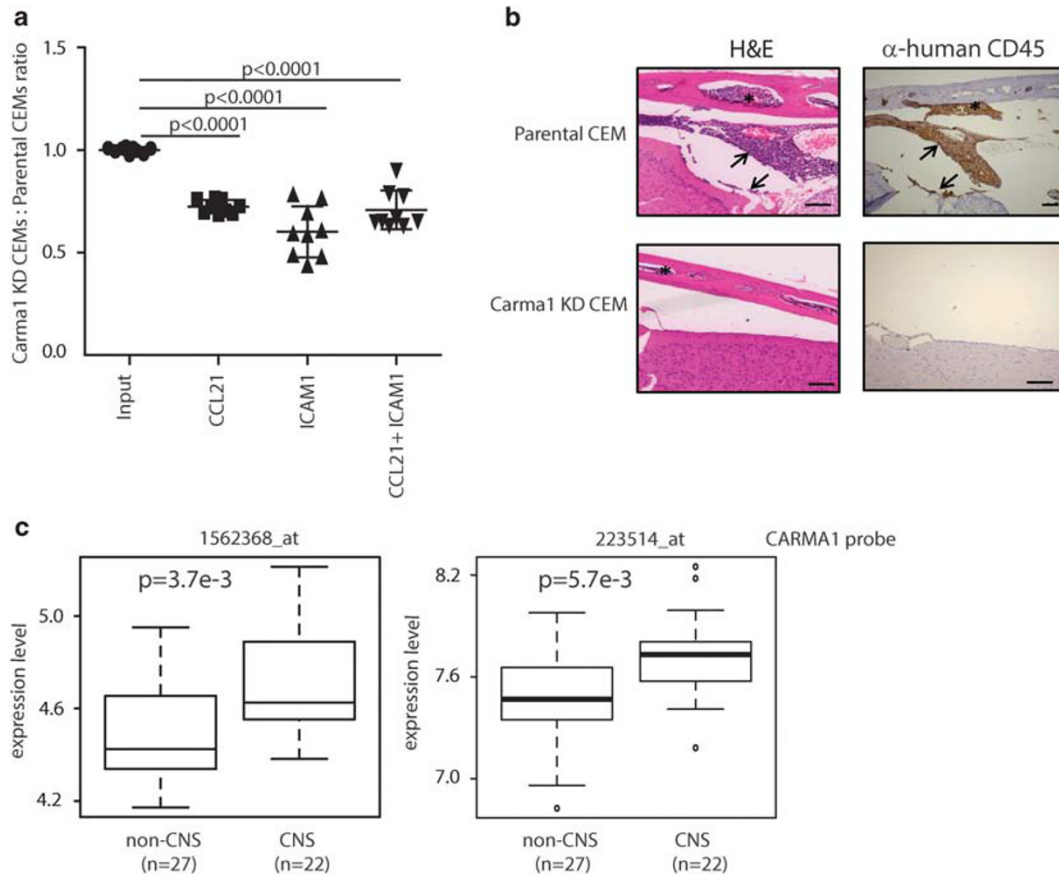 a
Carma1 KD CEMs : Parental CEMs ratio
1.5
1.0
0.5
0.0
p<0.0001
p<0.0001
p<0.0001
Input
CCL21
ICAM1
CCL21+ ICAM1
b
H&E
α-human CD45
Parental CEM
*
*
Carma1 KD CEM
*
c
1562368_at
223514_at
CARMA1 probe
p=3.7e-3
expression level
5.0
4.6
4.2
non-CNS
(n=27)
CNS
(n=22)
p=5.7e-3
expression level
8.2
7.6
7.0
non-CNS
(n=27)
CNS
(n=22)